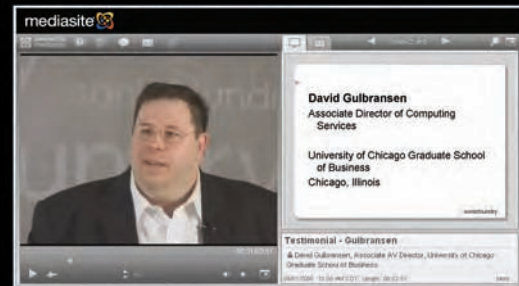 mediasite
David Gulbransen
Associate Director of Computing
Services
University of Chicago Graduate School
of Business
Chicago, Illinois
Testimonial - Gulbransen
David Gulbransen, Associate AV Director, University of Chicago
Graduate School of Business